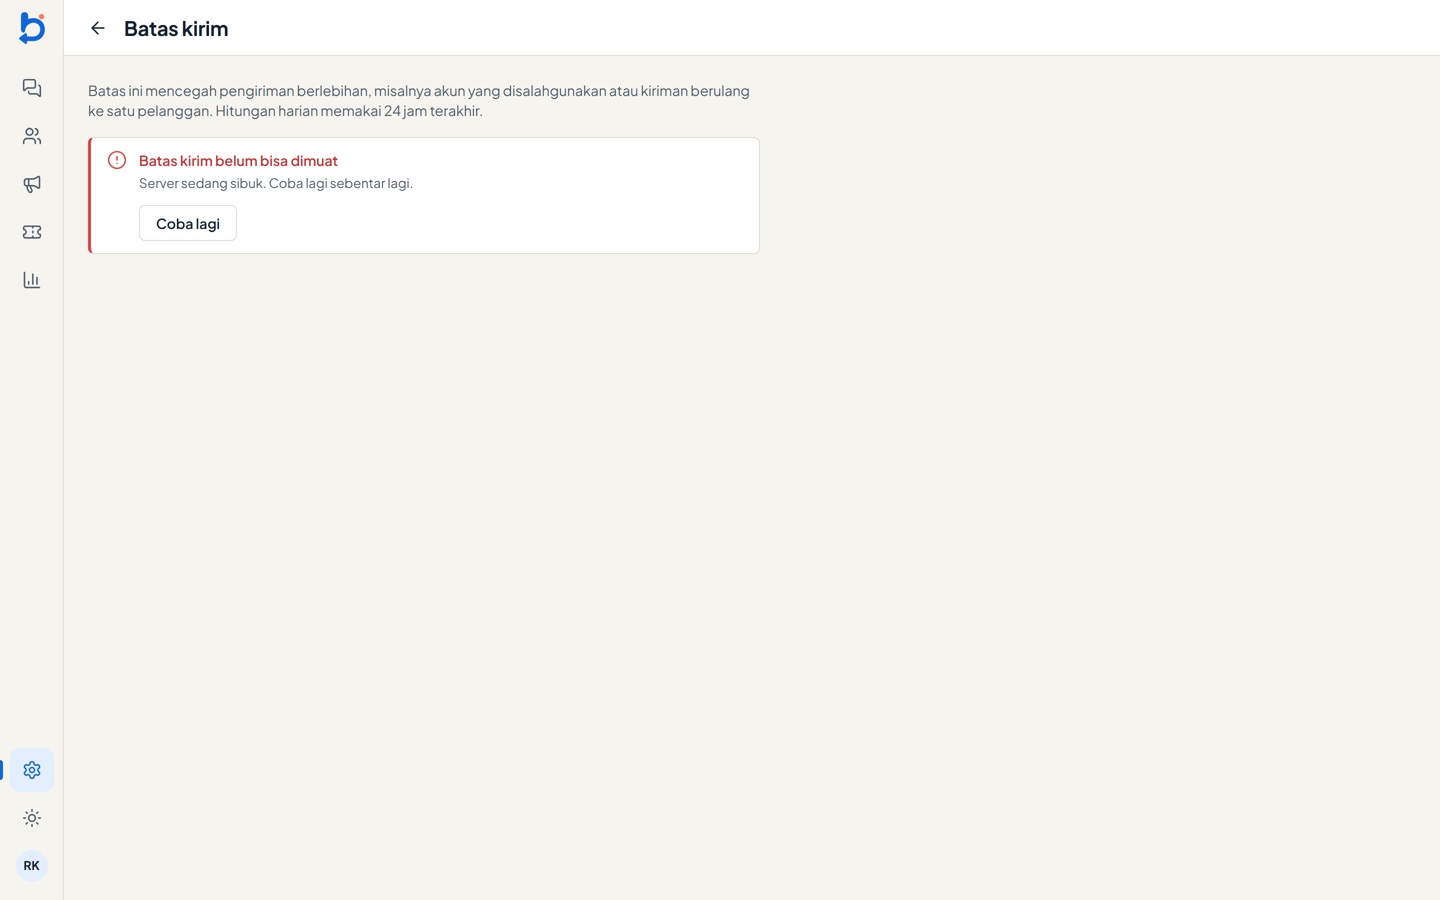 Batas kirim
Batas ini mencegah pengiriman berlebihan, misalnya akun yang disalahgunakan atau kiriman berulang
ke satu pelanggan. Hitungan harian memakai 24 jam terakhir.
Batas kirim belum bisa dimuat
Server sedang sibuk. Coba lagi sebentar lagi.
Coba lagi
RK